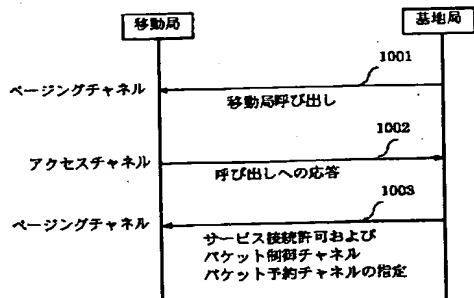 移動局
基地局
1001
ページングチャネル
移動局呼び出し
1002
アクセスチャネル
呼び出しへの応答
1003
ページングチャネル
サービス接続許可および
パケット制御チャネル
パケット予約チャネルの指定